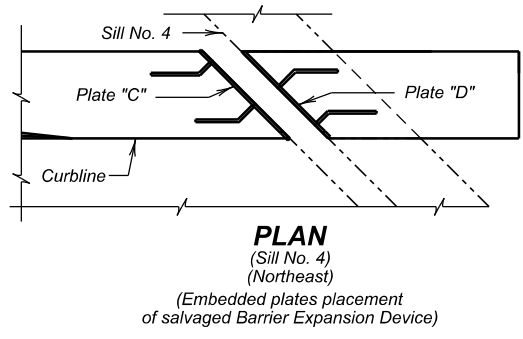 Sill No. 4
Plate "C"
Plate "D"
Curbline
PLAN
(Sill No. 4)
(Northeast)
(Embedded plates placement
of salvaged Barrier Expansion Device)